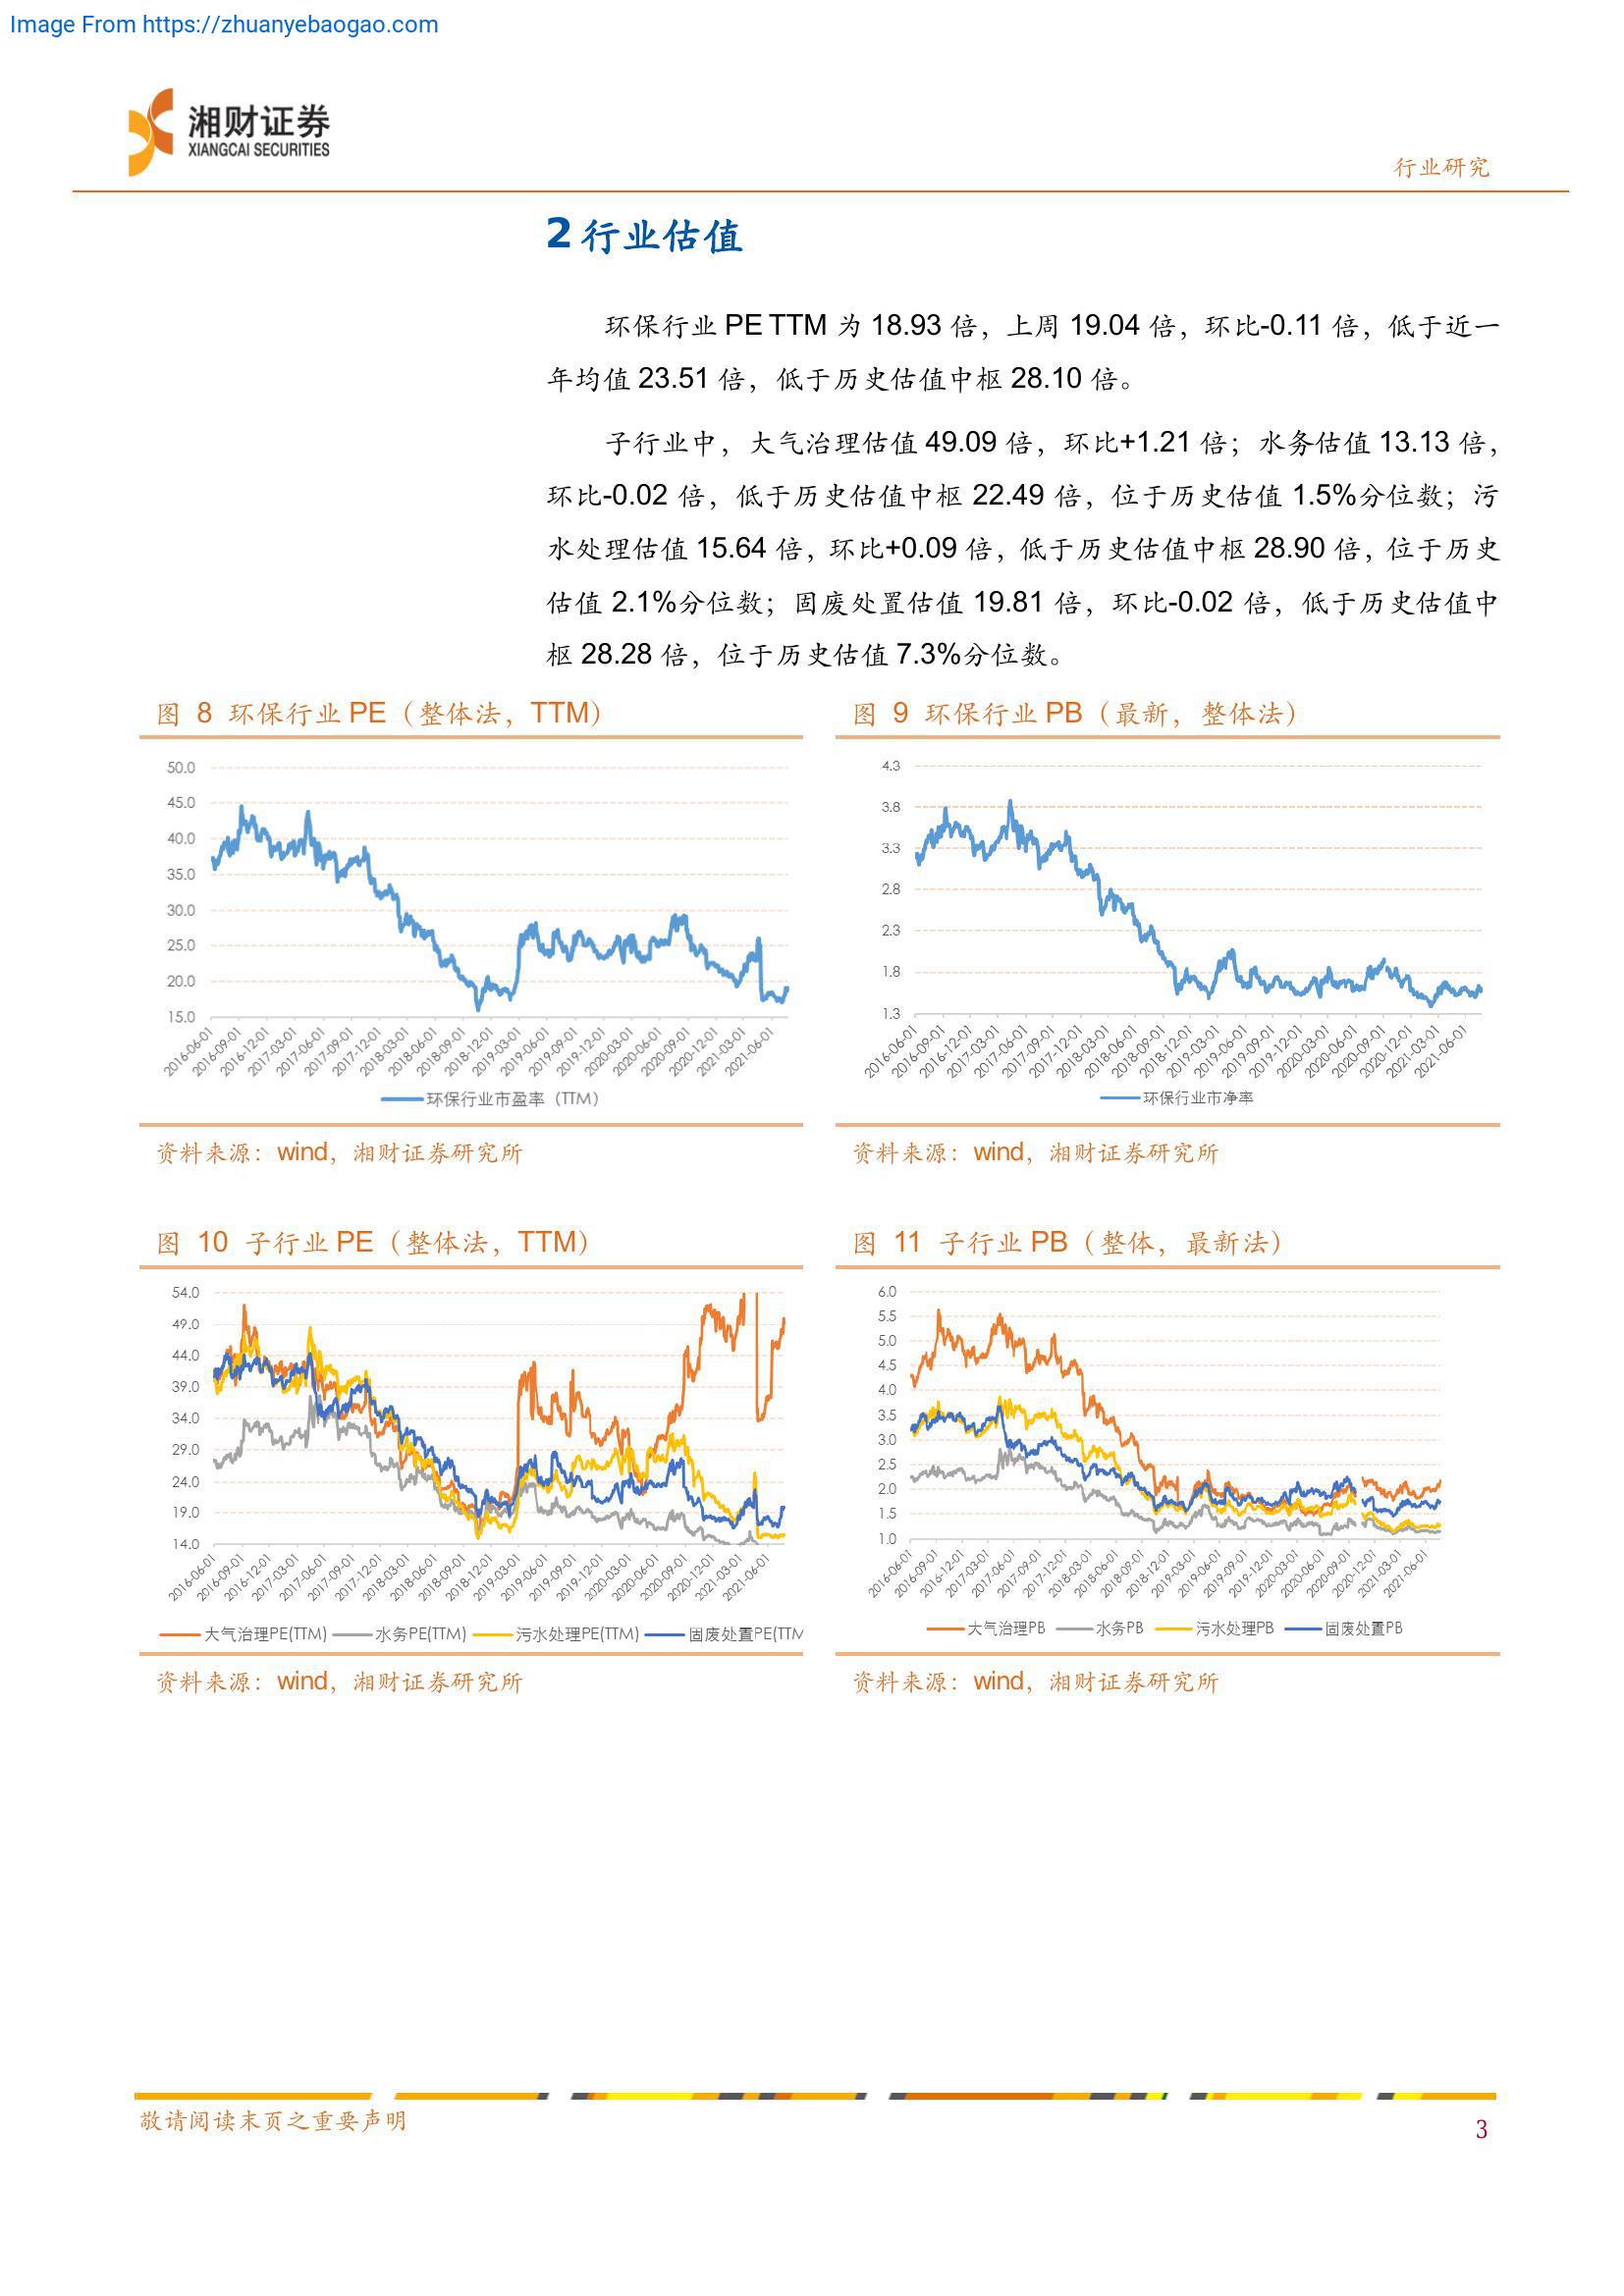 Image From https://zhuanyebaogao.com
湘财证券
XIANGCAI SECURITIES
行业研究
2 行业估值
环保行业 PE TTM 为 18.93 倍，上周 19.04 倍，环比-0.11 倍，低于近一
年均值 23.51 倍，低于历史估值中枢 28.10 倍。
子行业中，大气治理估值 49.09 倍，环比+1.21 倍；水务估值 13.13 倍，
环比-0.02 倍，低于历史估值中枢 22.49 倍，位于历史估值 1.5%分位数；污
水处理估值 15.64 倍，环比+0.09 倍，低于历史估值中枢 28.90 倍，位于历史
估值 2.1%分位数；固废处置估值 19.81 倍，环比-0.02 倍，低于历史估值中
枢 28.28 倍，位于历史估值 7.3%分位数。
图 8 环保行业 PE（整体法，TTM）
50.0
45.0
40.0
35.0
30.0
25.0
20.0
15.0
2016-06-01 2016-09-01 2016-12-01 2017-03-01 2017-06-01 2017-09-01 2017-12-01 2018-03-01 2018-06-01 2018-09-01 2018-12-01 2019-03-01 2019-06-01 2019-09-01 2019-12-01 2020-03-01 2020-06-01 2020-09-01 2020-12-01 2021-03-01 2021-06-01
环保行业市盈率（TTM）
资料来源：wind，湘财证券研究所
图 9 环保行业 PB（最新，整体法）
4.3
3.8
3.3
2.8
2.3
1.8
1.3
2016-06-01 2016-09-01 2016-12-01 2017-03-01 2017-06-01 2017-09-01 2017-12-01 2018-03-01 2018-06-01 2018-09-01 2018-12-01 2019-03-01 2019-06-01 2019-09-01 2019-12-01 2020-03-01 2020-06-01 2020-09-01 2020-12-01 2021-03-01 2021-06-01
环保行业市净率
资料来源：wind，湘财证券研究所
图 10 子行业 PE（整体法，TTM）
54.0
49.0
44.0
39.0
34.0
29.0
24.0
19.0
14.0
2016-06-01 2016-09-01 2016-12-01 2017-03-01 2017-06-01 2017-09-01 2017-12-01 2018-03-01 2018-06-01 2018-09-01 2018-12-01 2019-03-01 2019-06-01 2019-09-01 2019-12-01 2020-03-01 2020-06-01 2020-09-01 2020-12-01 2021-03-01 2021-06-01
大气治理PE(TTM) 水务PE(TTM) 污水处理PE(TTM) 固废处置PE(TTM
资料来源：wind，湘财证券研究所
图 11 子行业 PB（整体，最新法）
6.0
5.5
5.0
4.5
4.0
3.5
3.0
2.5
2.0
1.5
1.0
2016-06-01 2016-09-01 2016-12-01 2017-03-01 2017-06-01 2017-09-01 2017-12-01 2018-03-01 2018-06-01 2018-09-01 2018-12-01 2019-03-01 2019-06-01 2019-09-01 2019-12-01 2020-03-01 2020-06-01 2020-09-01 2020-12-01 2021-03-01 2021-06-01
大气治理PB 水务PB 污水处理PB 固废处置PB
资料来源：wind，湘财证券研究所
敬请阅读末页之重要声明
3